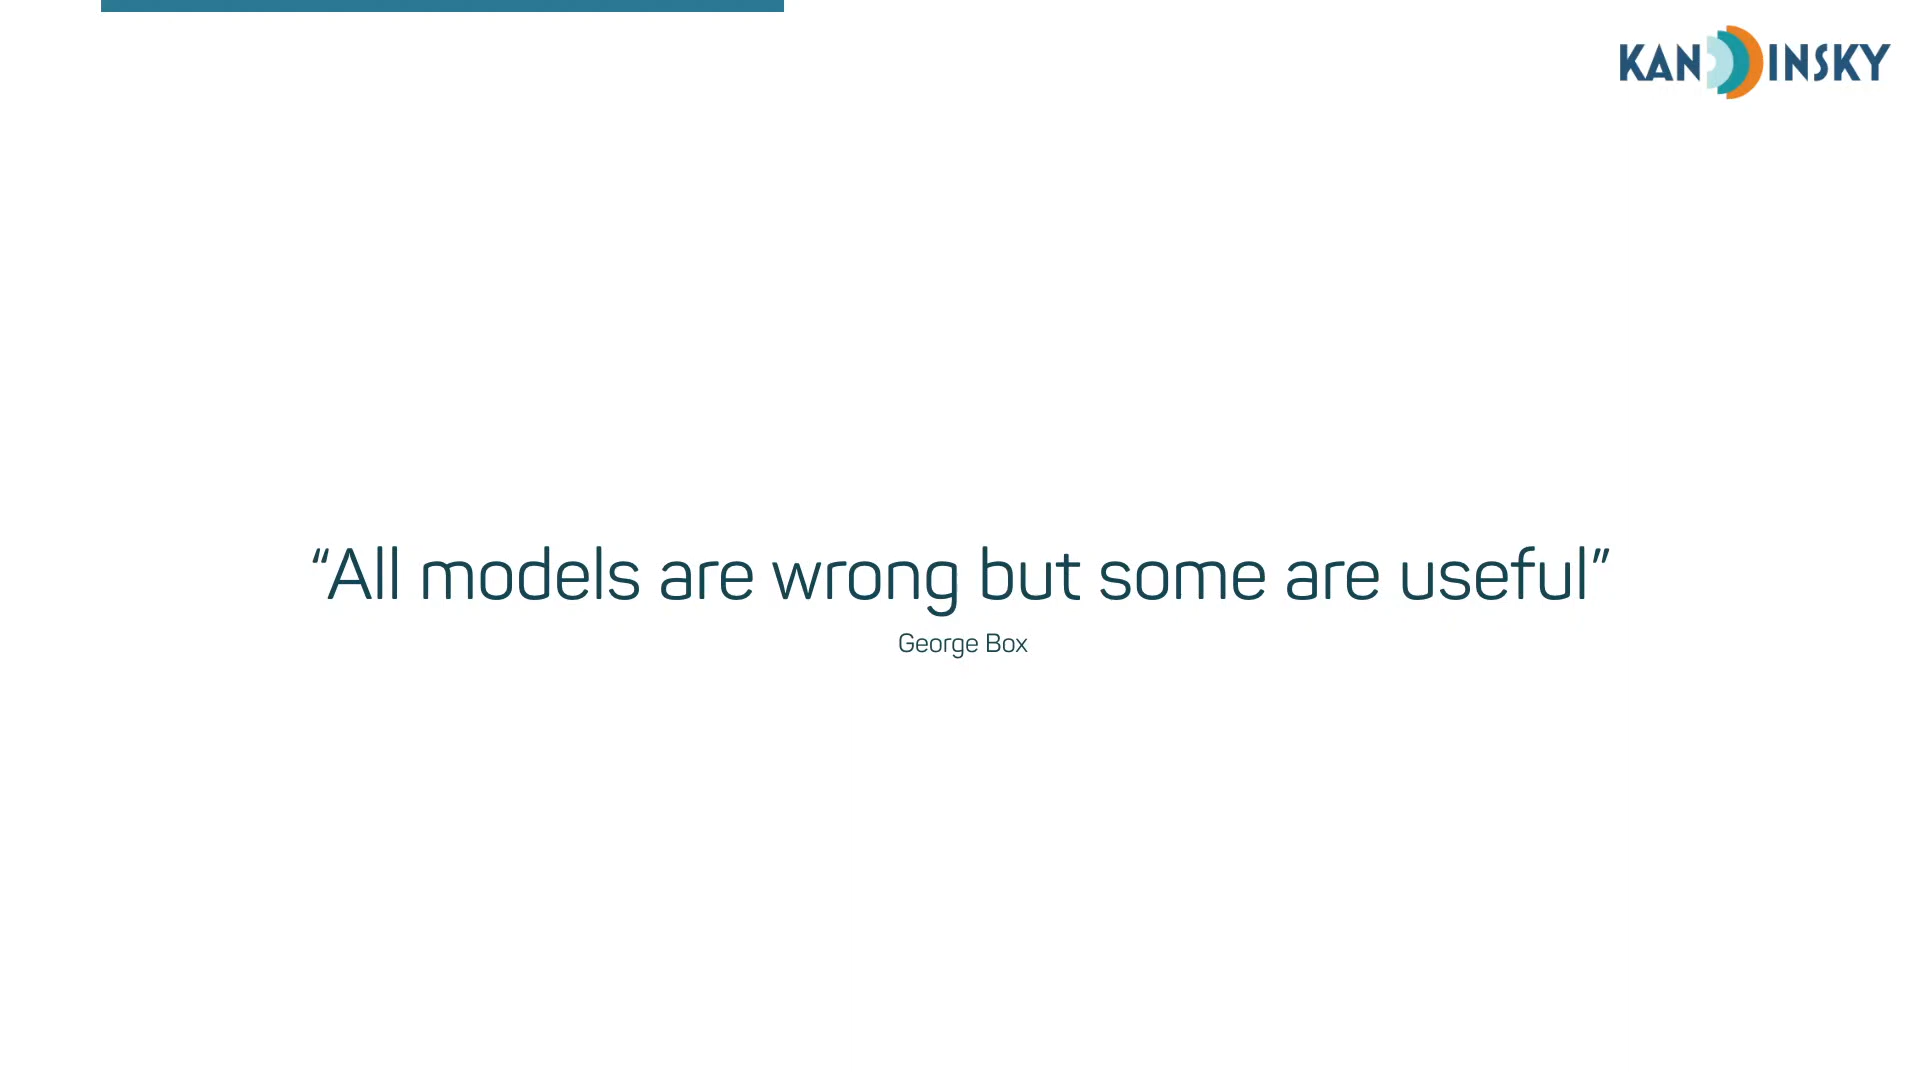 KANDINSKY
“All models are wrong but some are useful”
George Box